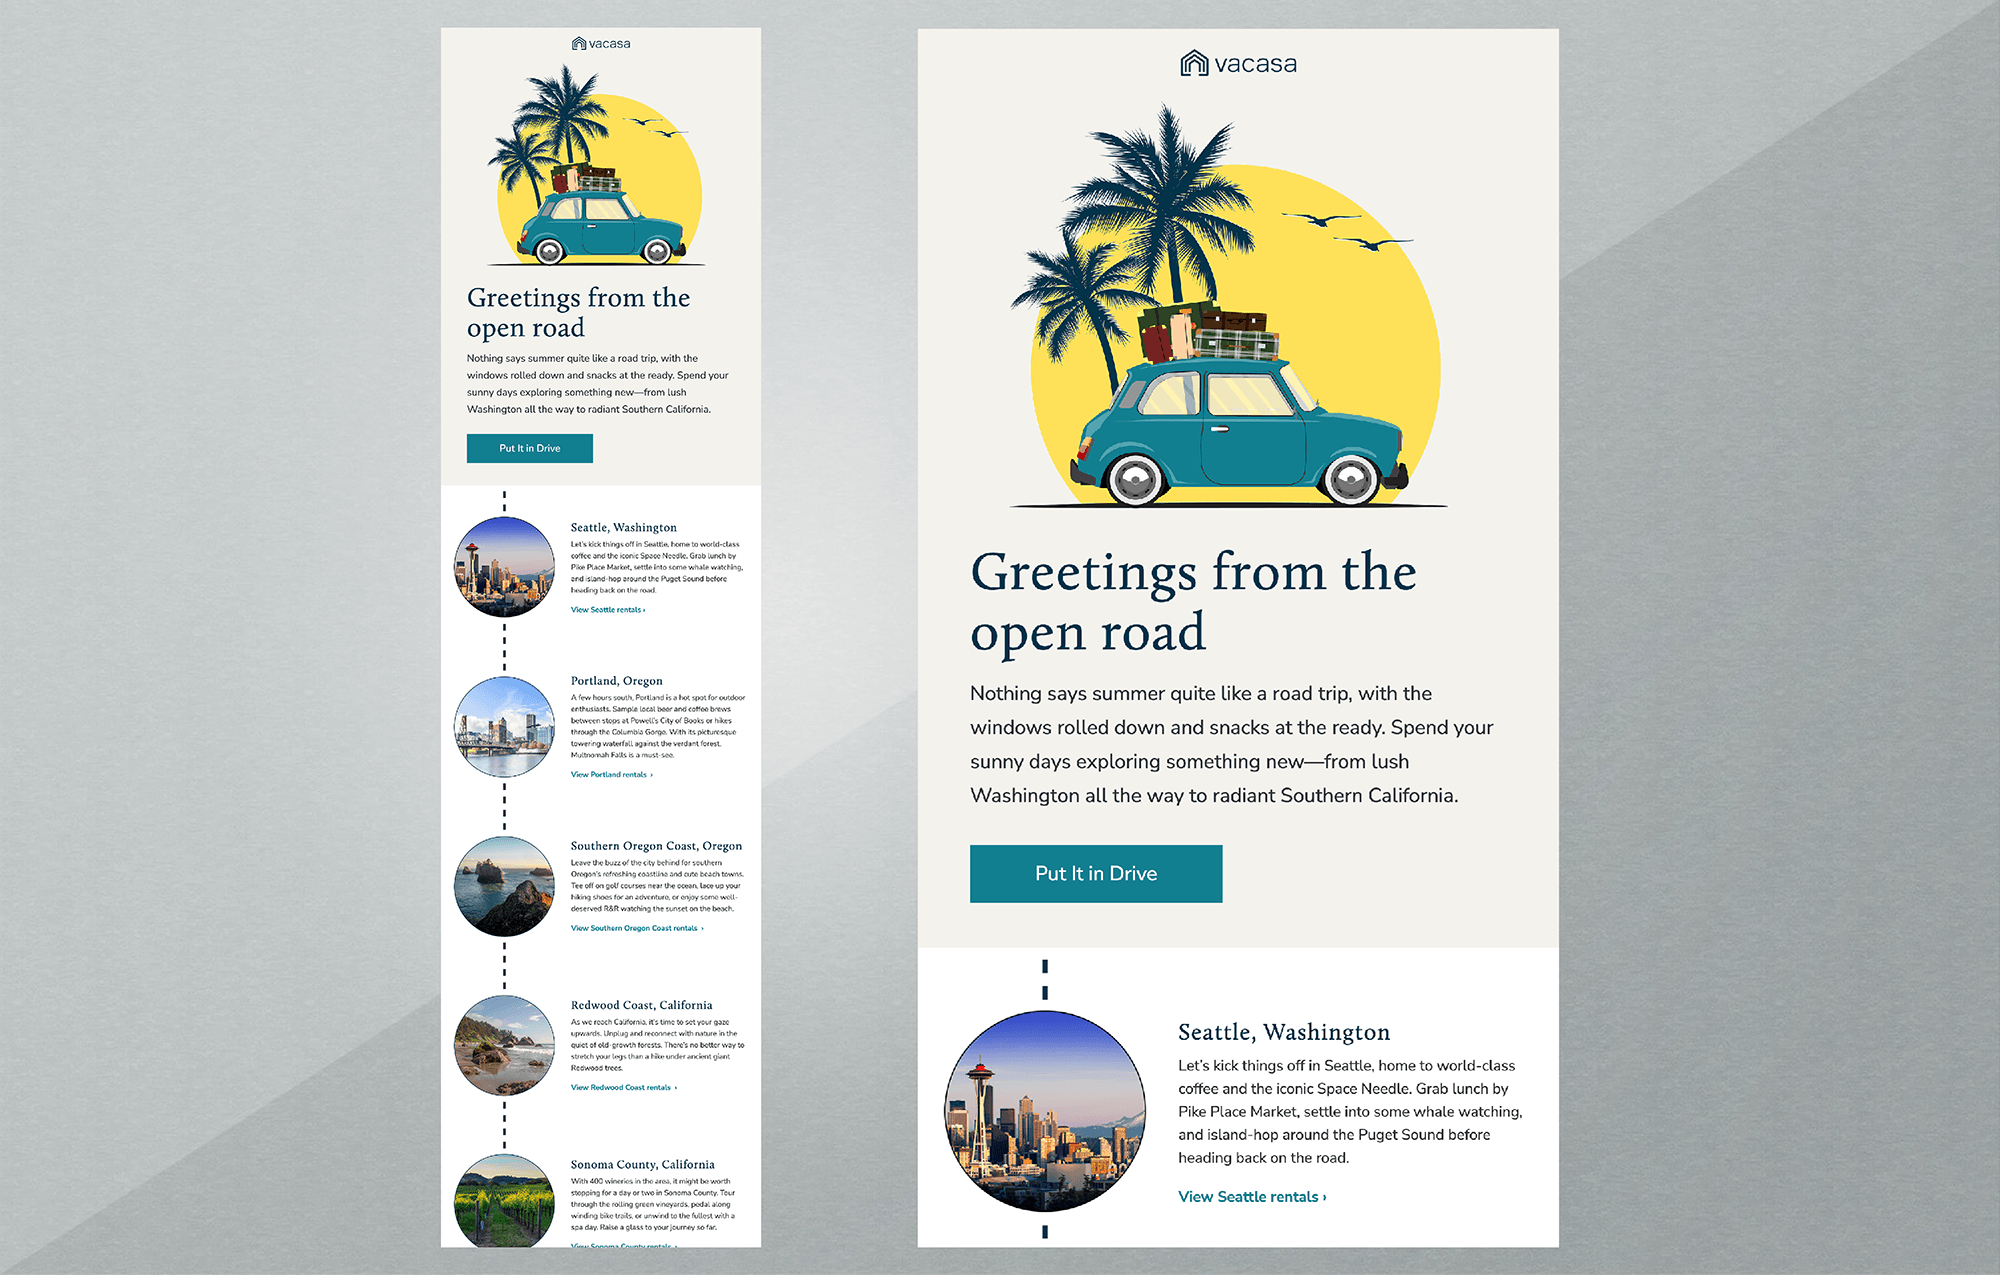 vacasa
Greetings from the
open road
Nothing says summer quite like a road trip, with the
windows rolled down and snacks at the ready. Spend your
sunny days exploring something new—from lush
Washington all the way to radiant Southern California.
Put It in Drive
Seattle, Washington
Let's kick things off in Seattle, home to world-class
coffee and the iconic Space Needle. Grab lunch by
Pike Place Market, settle into some whale watching,
and island-hop around the Puget Sound before
heading back on the road.
View Seattle rentals ›
Portland, Oregon
A few hours south, Portland is a hot spot for outdoor
enthusiasts. Sample local beer and coffee brews
between stops at Powell's City of Books or hikes
through the Columbia Gorge. With its picturesque
towering waterfall against the verdant forest,
Multnomah Falls is a must-see.
View Portland rentals ›
Southern Oregon Coast, Oregon
Leave the buzz of the city behind for southern
Oregon's refreshing coastline and cute beach towns.
Tee off on golf courses near the ocean, lace up your
hiking shoes for an adventure, or enjoy some well-
deserved R&R watching the sunset on the beach.
View Southern Oregon Coast rentals ›
Redwood Coast, California
As we reach California, it's time to set your gaze
upwards. Unplug and reconnect with nature in the
quiet of old-growth forests. There's no better way to
stretch your legs than a hike under ancient giant
Redwood trees.
View Redwood Coast rentals ›
Sonoma County, California
With 400 wineries in the area, it might be worth
stopping for a day or two in Sonoma County. Tour
through the rolling green vineyards, pedal along
winding bike trails, or unwind to the fullest with a
spa day. Raise a glass to your journey so far.
View Sonoma County rentals ›
vacasa
Greetings from the
open road
Nothing says summer quite like a road trip, with the
windows rolled down and snacks at the ready. Spend your
sunny days exploring something new—from lush
Washington all the way to radiant Southern California.
Put It in Drive
Seattle, Washington
Let's kick things off in Seattle, home to world-class
coffee and the iconic Space Needle. Grab lunch by
Pike Place Market, settle into some whale watching,
and island-hop around the Puget Sound before
heading back on the road.
View Seattle rentals ›